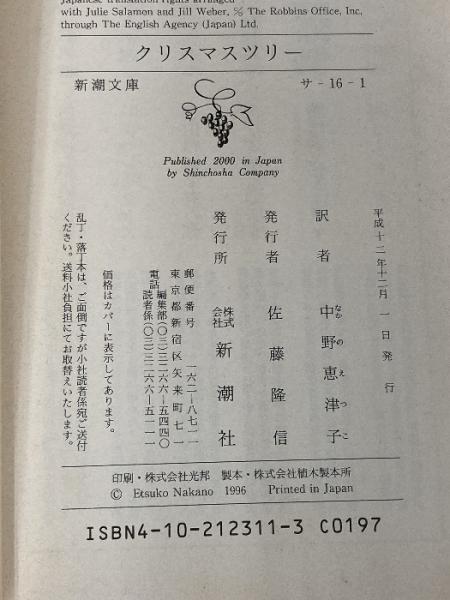 Japanese translation rights arranged
with Julie Salamon and Jill Weber, c/o The Robbins Office, Inc.
through The English Agency (Japan) Ltd.
クリスマスツリー
新潮文庫
サ-16-1
Published 2000 in Japan
by Shinchosha Company
平成十二年十二月一日発行
訳者 中野恵津子
なかのえつこ
発行者 佐藤隆信
発行所 株式会社 新潮社
郵便番号 一六二-八七一一
東京都新宿区矢来町七一
電話 編集部(〇三)三二六六-五四四〇
読者係(〇三)三二六六-五一一一
価格はカバーに表示してあります。
乱丁・落丁本は、ご面倒ですが小社読者係宛ご送付
ください。送料小社負担にてお取替えいたします。
印刷・株式会社光邦 製本・株式会社植木製本所
© Etsuko Nakano 1996 Printed in Japan
ISBN4-10-212311-3 C0197